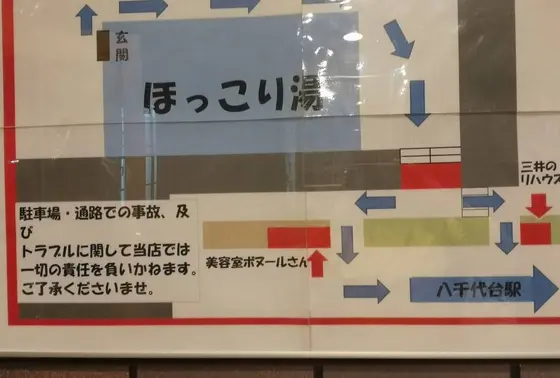 玄
関
ほっこり湯
三井の
リハウス
駐車場・通路での事故、及
び
トラブルに関して当店では
一切の責任を負いかねます。
ご了承くださいませ。
美容室ボヌールさん
八千代台駅